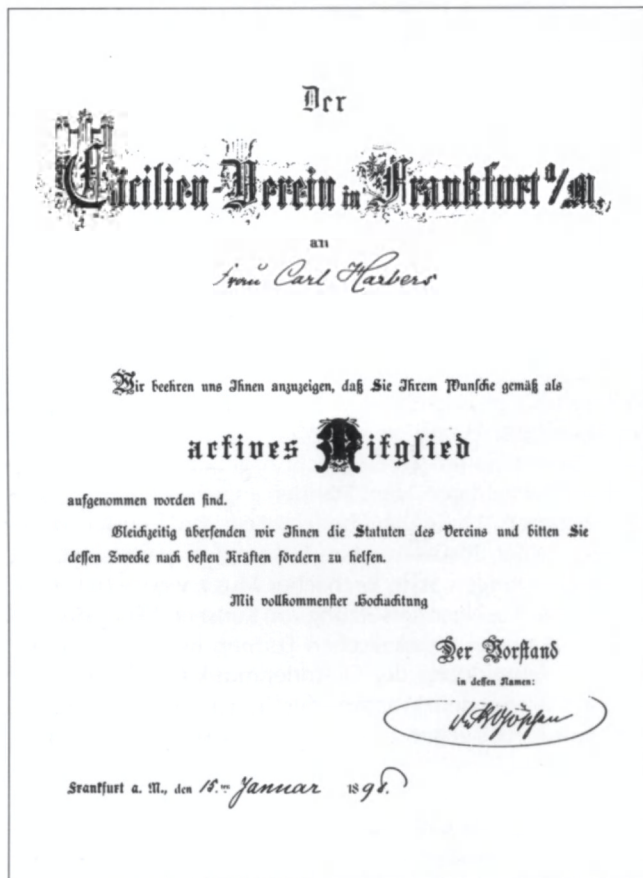 Der
Cäcilien-Verein in Frankfurt a/M.
an
Frau Carl Harbers
Wir beehren uns Ihnen anzuzeigen, daß Sie Ihrem Wunsche gemäß als
actives Mitglied
aufgenommen worden sind.
Gleichzeitig übersenden wir Ihnen die Statuten des Vereins und bitten Sie
dessen Zwecke nach besten Kräften fördern zu helfen.
Mit vollkommenster Hochachtung
Der Vorstand
in dessen Namen:
Frankfurt a. M., den 15. Januar 1898.